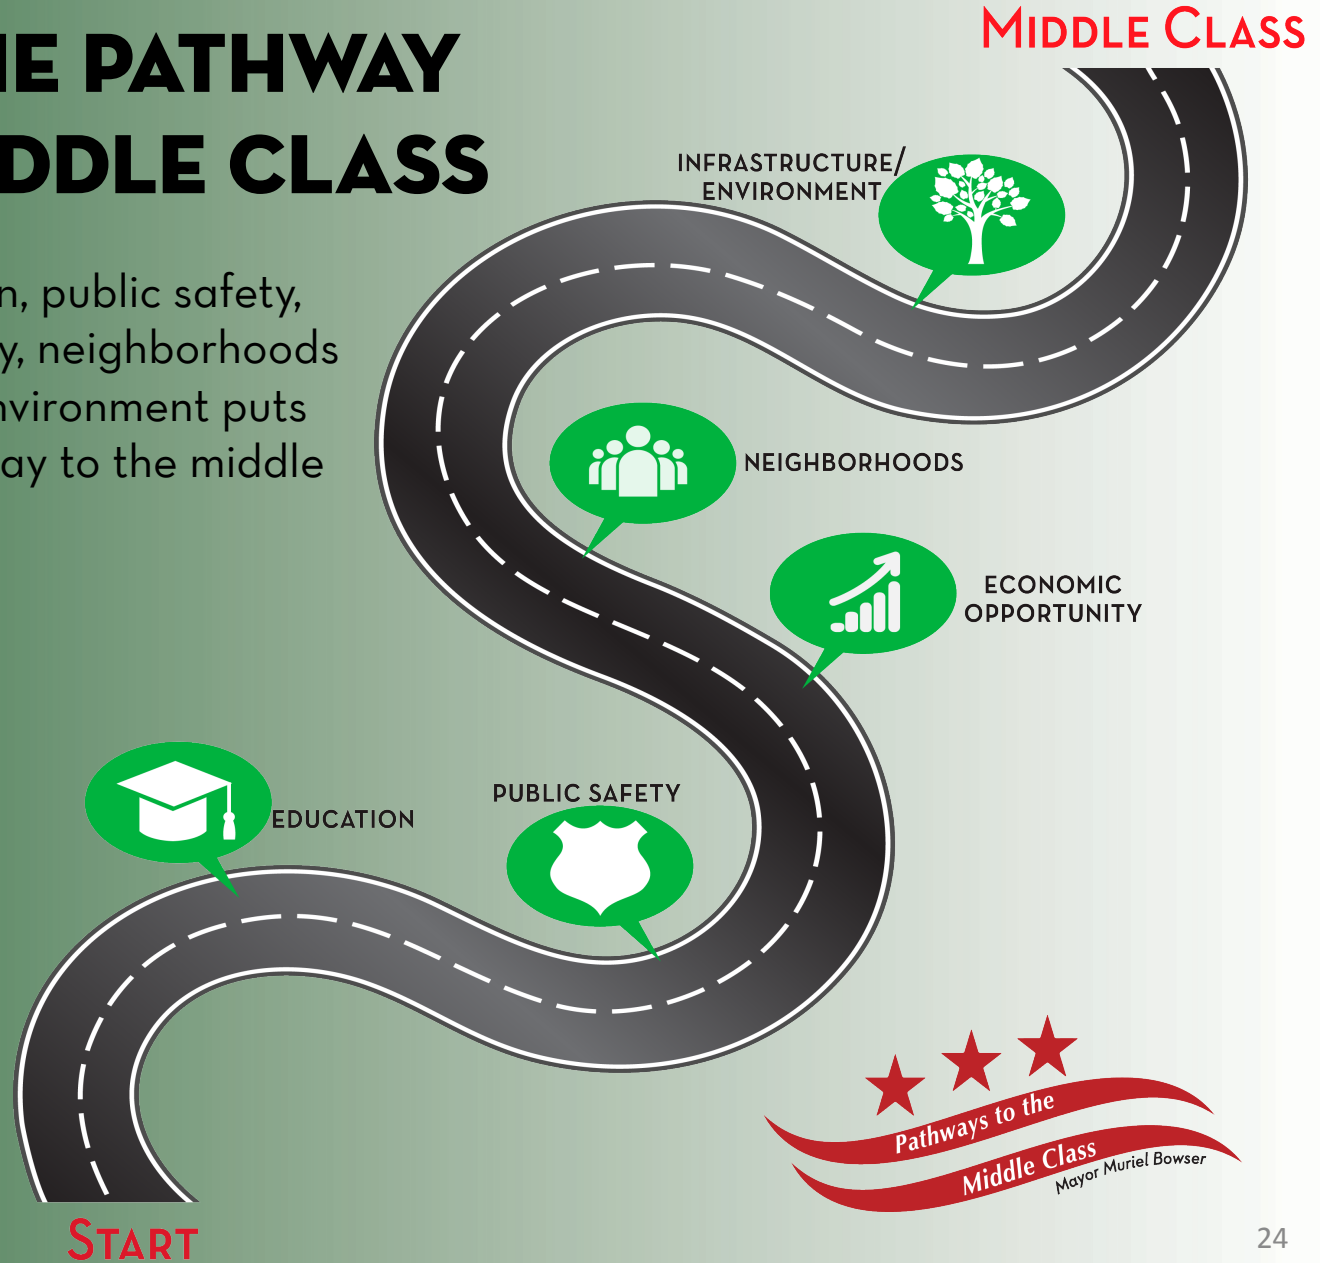 HE PATHWAY
DDLE CLASS
n, public safety,
y, neighborhoods
nvironment puts
ay to the middle
MIDDLE CLASS
INFRASTRUCTURE/
ENVIRONMENT
NEIGHBORHOODS
ECONOMIC
OPPORTUNITY
EDUCATION
PUBLIC SAFETY
Pathways to the
Middle Class
Mayor Muriel Bowser
START
24